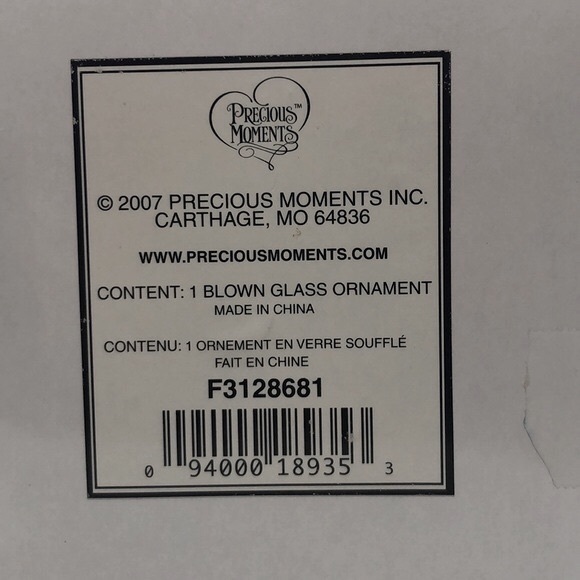 PRECIOUS™
MOMENTS
© 2007 PRECIOUS MOMENTS INC.
CARTHAGE, MO 64836
WWW.PRECIOUSMOMENTS.COM
CONTENT: 1 BLOWN GLASS ORNAMENT
MADE IN CHINA
CONTENU: 1 ORNEMENT EN VERRE SOUFFLÉ
FAIT EN CHINE
F3128681
0 94000 18935 3